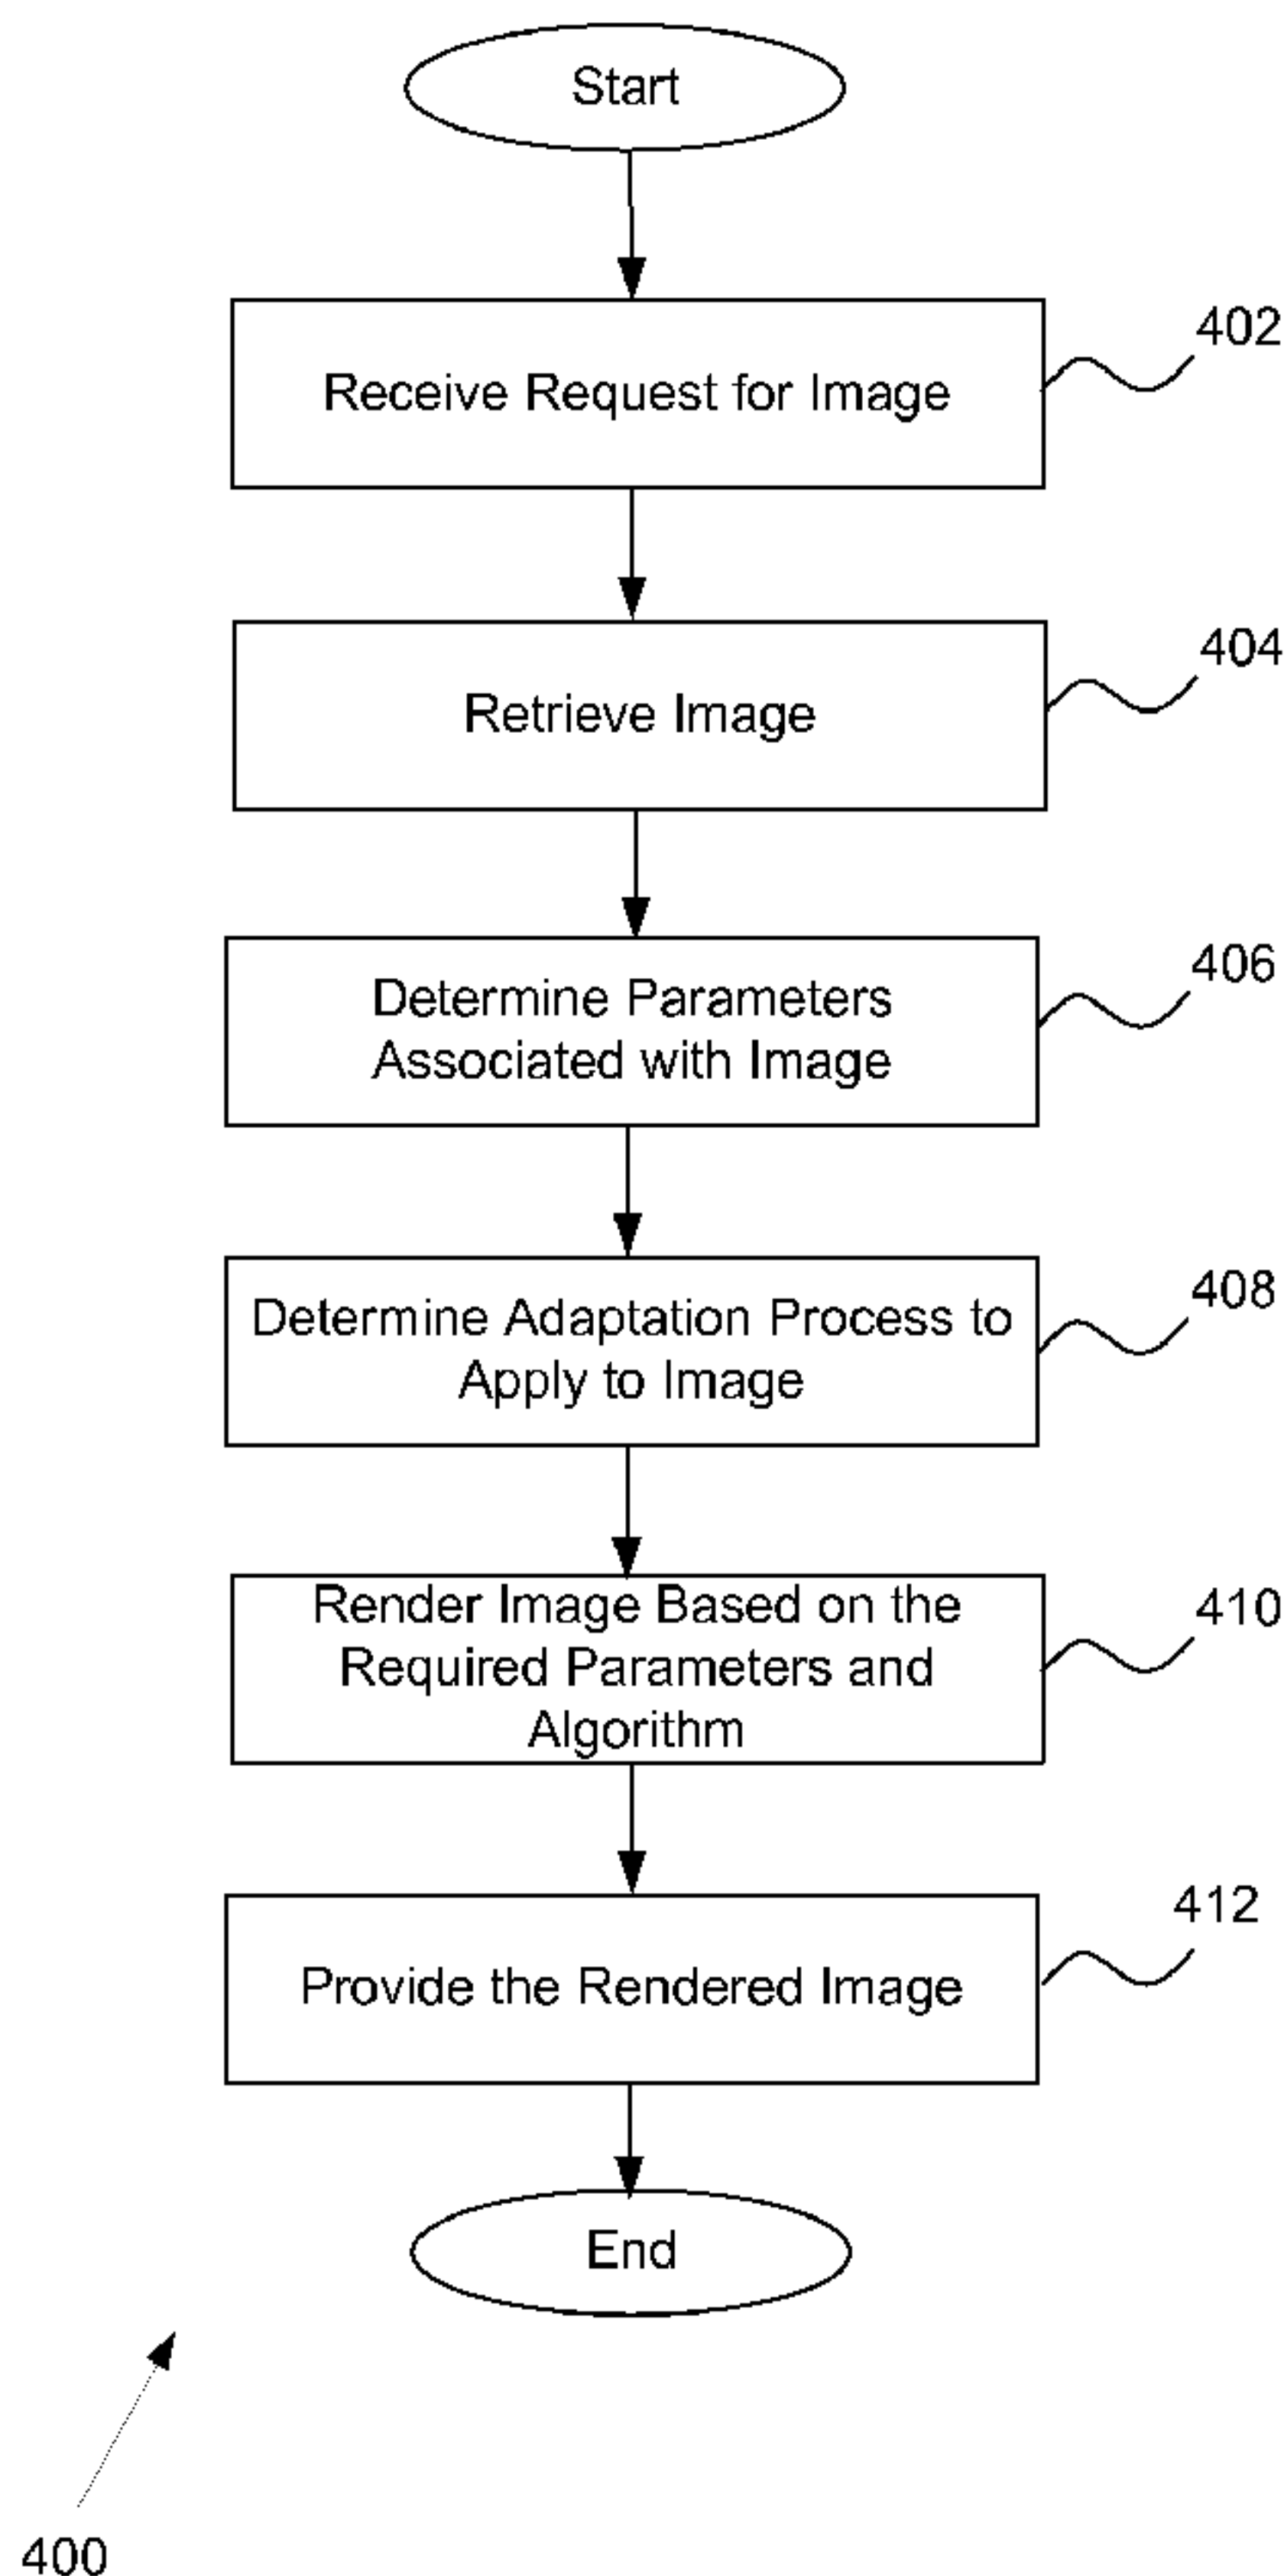 Start
402
Receive Request for Image
404
Retrieve Image
406
Determine Parameters
Associated with Image
408
Determine Adaptation Process to
Apply to Image
410
Render Image Based on the
Required Parameters and
Algorithm
412
Provide the Rendered Image
End
400